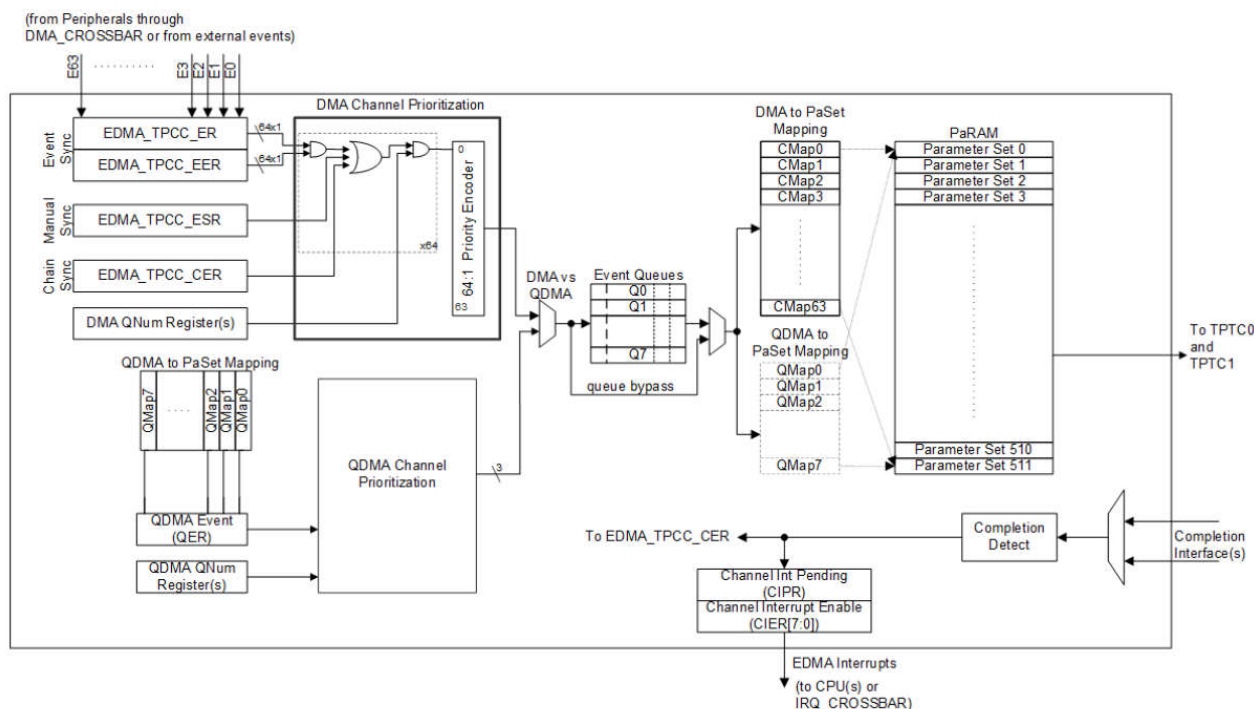 (from Peripherals through
DMA_CROSSBAR or from external events)
E63
E3
E2
E1
E0
DMA Channel Prioritization
Event
Sync
EDMA_TPCC_ER
64x1
EDMA_TPCC_EER
64x1
Manual
Sync
EDMA_TPCC_ESR
Chain
Sync
EDMA_TPCC_CER
DMA QNum Register(s)
x64
0
64:1 Priority Encoder
63
DMA vs
QDMA
Event Queues
Q0
Q1
Q7
queue bypass
DMA to PaSet
Mapping
CMap0
CMap1
CMap2
CMap3
CMap63
QDMA to
PaSet Mapping
QMap0
QMap1
QMap2
QMap7
PaRAM
Parameter Set 0
Parameter Set 1
Parameter Set 2
Parameter Set 3
Parameter Set 510
Parameter Set 511
To TPTC0
and
TPTC1
QDMA to PaSet Mapping
QMap7
QMap2
QMap1
QMap0
QDMA Channel
Prioritization
3
QDMA Event
(QER)
QDMA QNum
Register(s)
To EDMA_TPCC_CER
Completion
Detect
Completion
Interface(s)
Channel Int Pending
(CIPR)
Channel Interrupt Enable
(CIER[7:0])
EDMA Interrupts
(to CPU(s) or
IRQ_CROSSBAR)